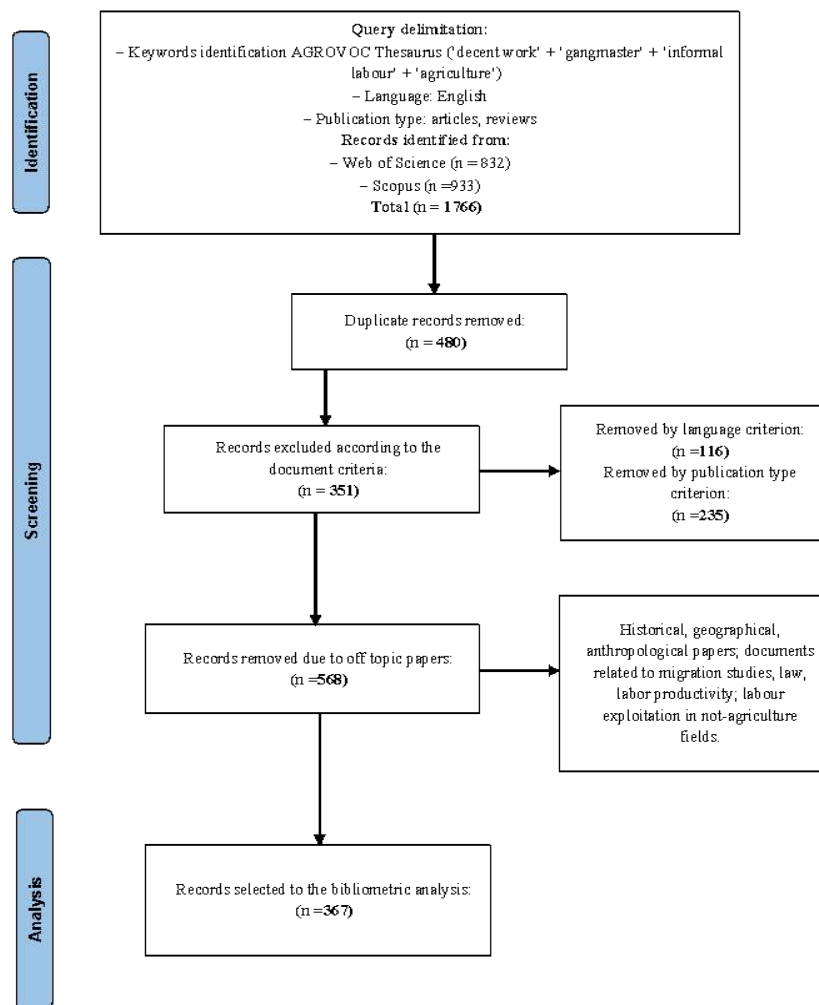 Identification
Query delimitation:
– Keywords identification AGROVOC Thesaurus ('decent work' + 'gangmaster' + 'informal
labour' + 'agriculture')
– Language: English
– Publication type: articles, reviews
Records identified from:
– Web of Science (n = 832)
– Scopus (n =933)
Total (n = 1766)
Screening
Duplicate records removed:
(n = 480)
Records excluded according to the
document criteria:
(n = 351)
Removed by language criterion:
(n =116)
Removed by publication type
criterion:
(n =235)
Records removed due to off topic papers:
(n =568)
Historical, geographical,
anthropological papers; documents
related to migration studies, law,
labor productivity; labour
exploitation in not-agriculture
fields.
Analysis
Records selected to the bibliometric analysis:
(n =367)